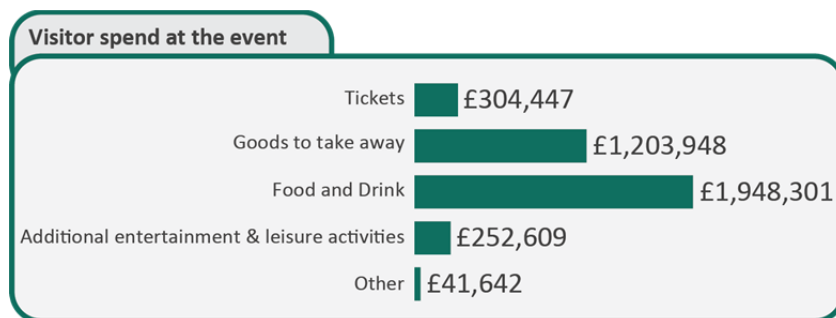 Visitor spend at the event
Tickets £304,447
Goods to take away £1,203,948
Food and Drink £1,948,301
Additional entertainment & leisure activities £252,609
Other £41,642